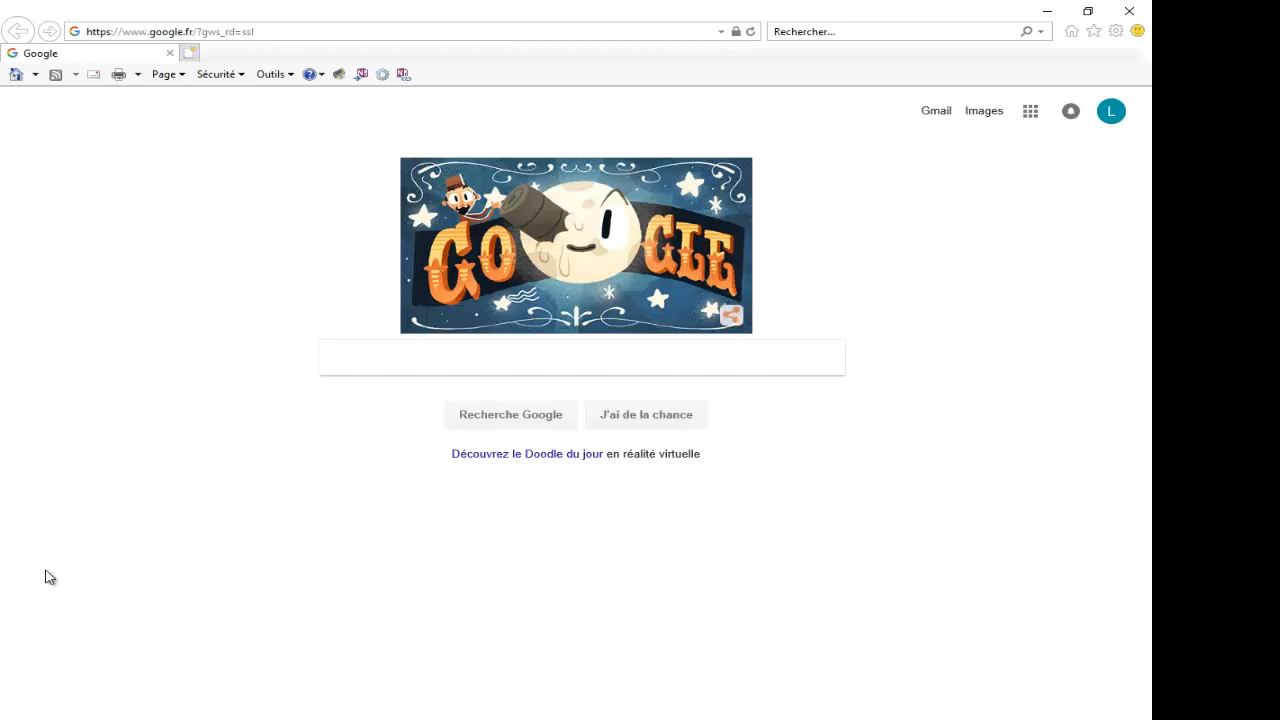 https://www.google.fr/?gws_rd=ssl
Rechercher...
Google
Page
Sécurité
Outils
Gmail
Images
L
GOOGLE
Recherche Google
J'ai de la chance
Découvrez le Doodle du jour en réalité virtuelle